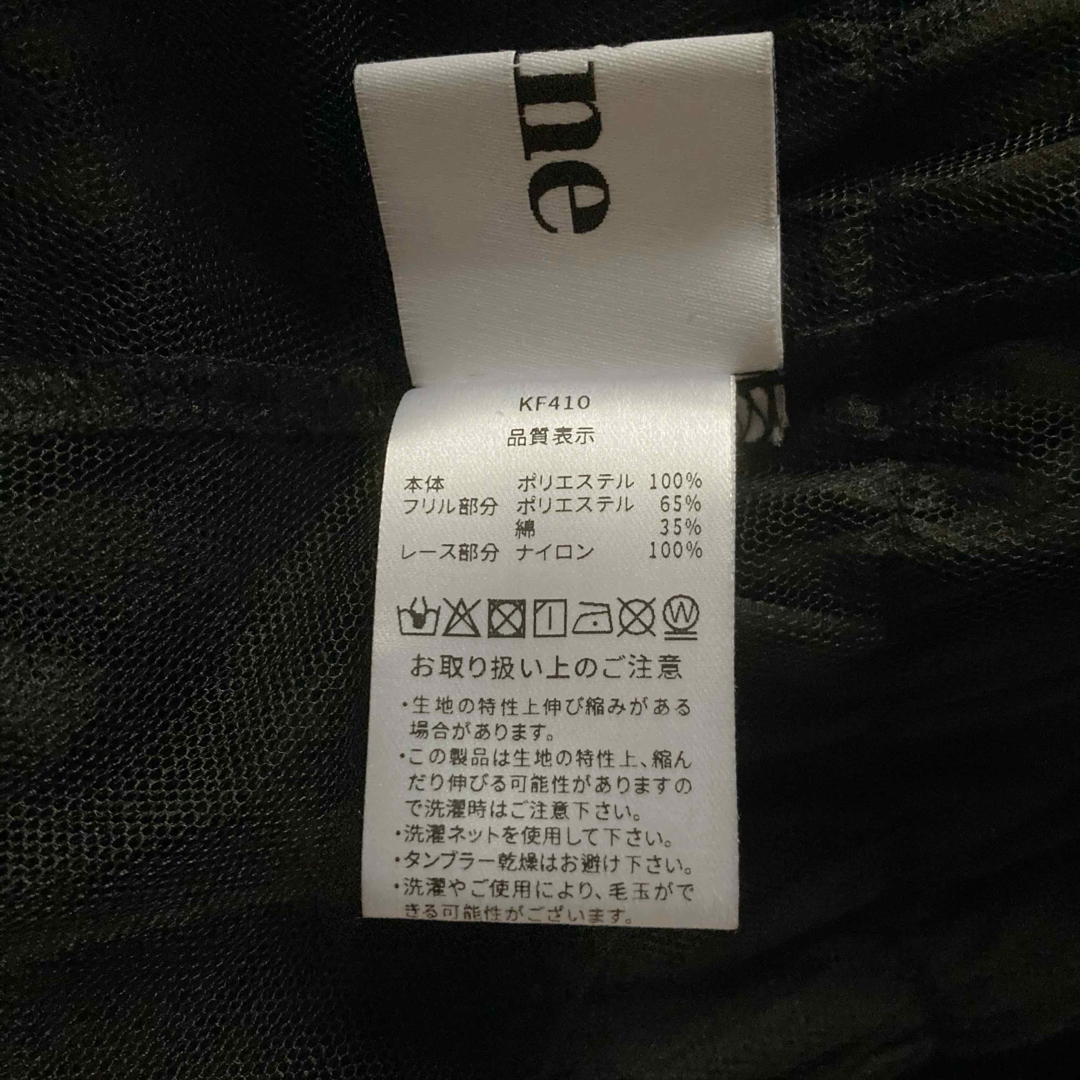 ne
KF410
品質表示
本体 ポリエステル 100%
フリル部分 ポリエステル 65%
綿 35%
レース部分 ナイロン 100%
W
お取り扱い上のご注意
・生地の特性上伸び縮みがある
場合があります。
・この製品は生地の特性上、縮ん
だり伸びる可能性がありますの
で洗濯時はご注意下さい。
・洗濯ネットを使用して下さい。
・タンブラー乾燥はお避け下さい。
・洗濯やご使用により、毛玉がで
きる可能性がございます。